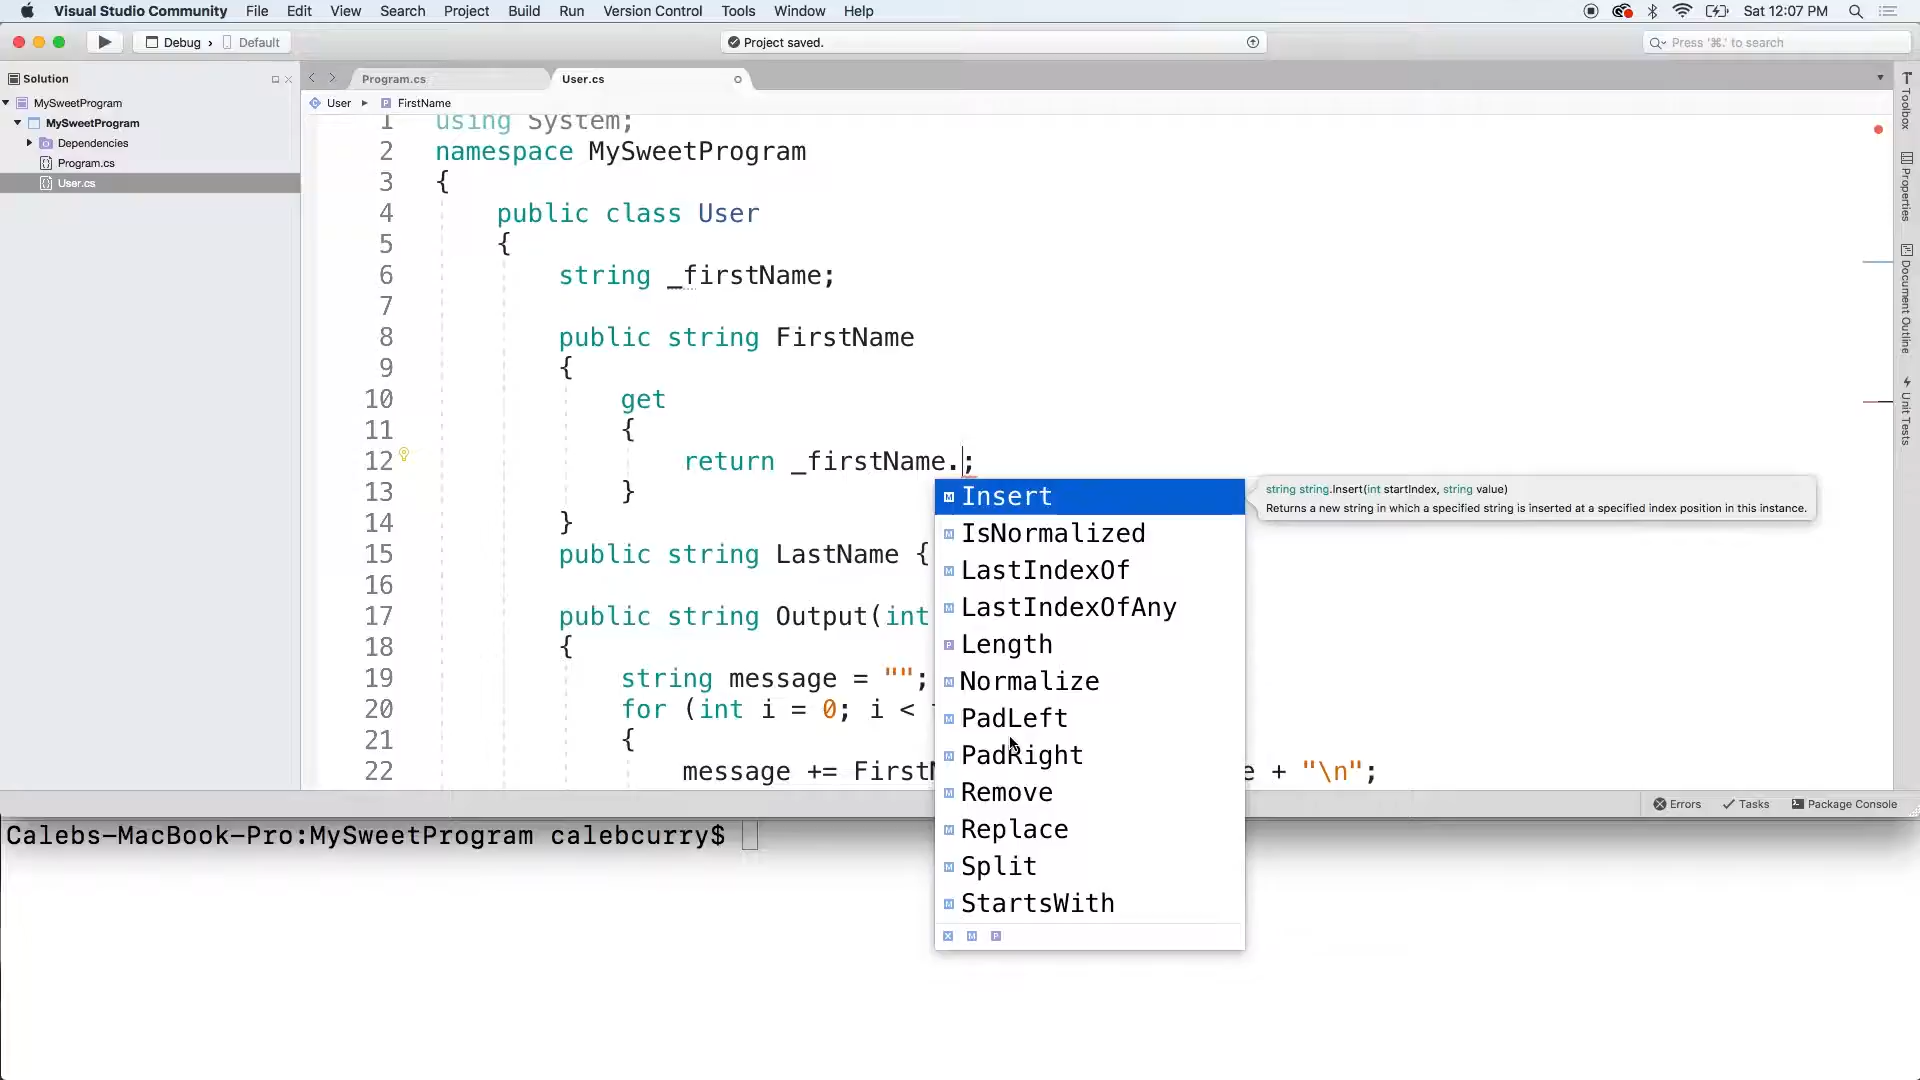 Visual Studio Community File Edit View Search Project Build Run Version Control Tools Window Help Sat 12:07 PM
Debug › Default Project saved. Press '⌘.' to search
Solution
MySweetProgram
MySweetProgram
Dependencies
Program.cs
User.cs
Program.cs User.cs
User ▸ FirstName
1 using System;
2 namespace MySweetProgram
3 {
4 public class User
5 {
6 string _firstName;
7
8 public string FirstName
9 {
10 get
11 {
12 return _firstName.;
13 }
14 }
15 public string LastName {
16
17 public string Output(int
18 {
19 string message = "";
20 for (int i = 0; i <
21 {
22 message += FirstN e + "\n";
Insert
IsNormalized
LastIndexOf
LastIndexOfAny
Length
Normalize
PadLeft
PadRight
Remove
Replace
Split
StartsWith
string string.Insert(int startIndex, string value)
Returns a new string in which a specified string is inserted at a specified index position in this instance.
Toolbox
Properties
Document Outline
Unit Tests
Errors Tasks Package Console
Calebs-MacBook-Pro:MySweetProgram calebcurry$